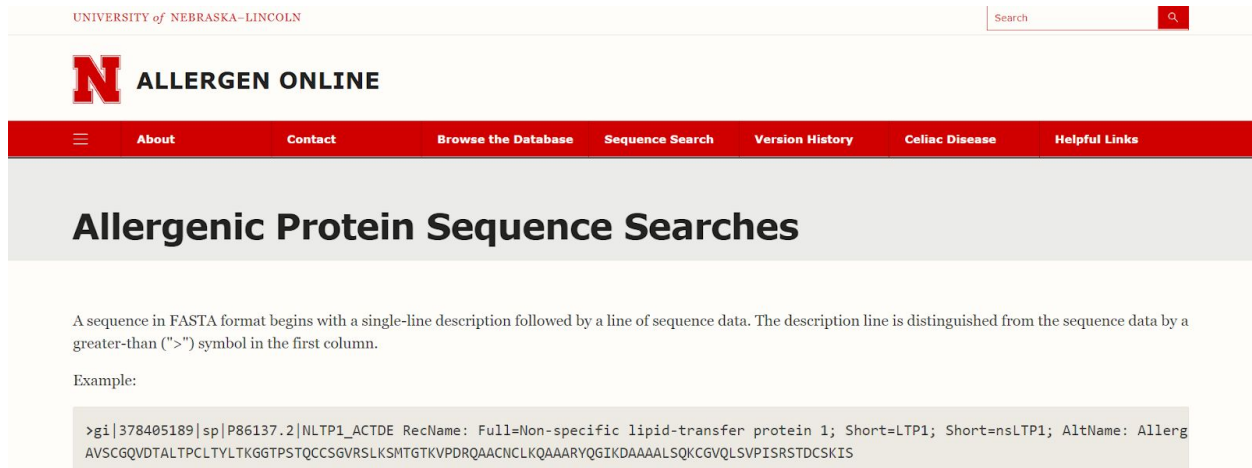 UNIVERSITY of NEBRASKA–LINCOLN
Search
N ALLERGEN ONLINE
About Contact Browse the Database Sequence Search Version History Celiac Disease Helpful Links
Allergenic Protein Sequence Searches
A sequence in FASTA format begins with a single-line description followed by a line of sequence data. The description line is distinguished from the sequence data by a
greater-than (">") symbol in the first column.
Example:
>gi|378405189|sp|P86137.2|NLTP1_ACTDE RecName: Full=Non-specific lipid-transfer protein 1; Short=LTP1; Short=nsLTP1; AltName: Allerg
AVSCGQVDTALTPCLTYLTKGGTPSTQCCSGVRSLKSMTGTKVPDRQAACNCLKQAAARYQGIKDAAAALSQKCGVQLSVPISRSTDCSKIS